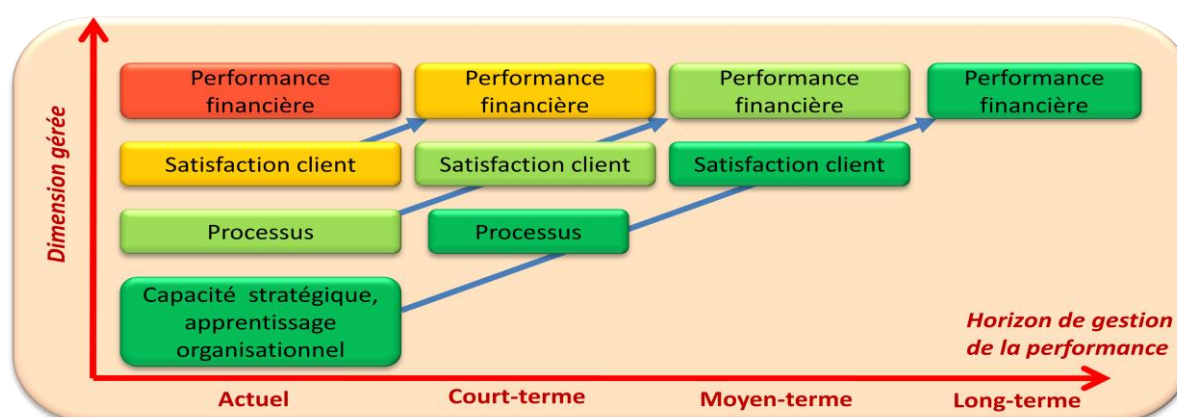 Dimension gérée
Performance
financière
Performance
financière
Performance
financière
Performance
financière
Satisfaction client
Satisfaction client
Satisfaction client
Processus
Processus
Capacité stratégique,
apprentissage
organisationnel
Horizon de gestion
de la performance
Actuel
Court-terme
Moyen-terme
Long-terme